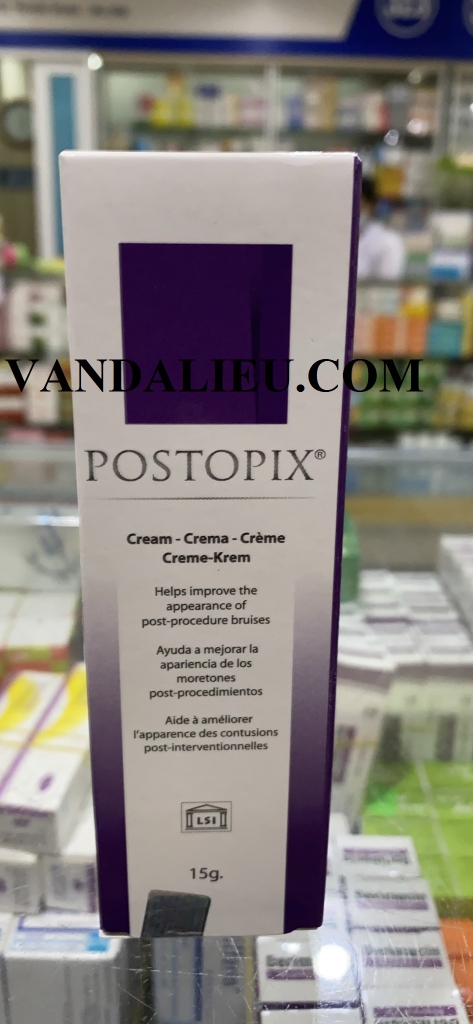 VANDALIEU.COM
POSTOPIX®
Cream - Crema - Crème
Creme-Krem
Helps improve the
appearance of
post-procedure bruises
Ayuda a mejorar la
apariencia de los
moretones
post-procedimientos
Aide à améliorer
l'apparence des contusions
post-interventionnelles
LSI
15g.